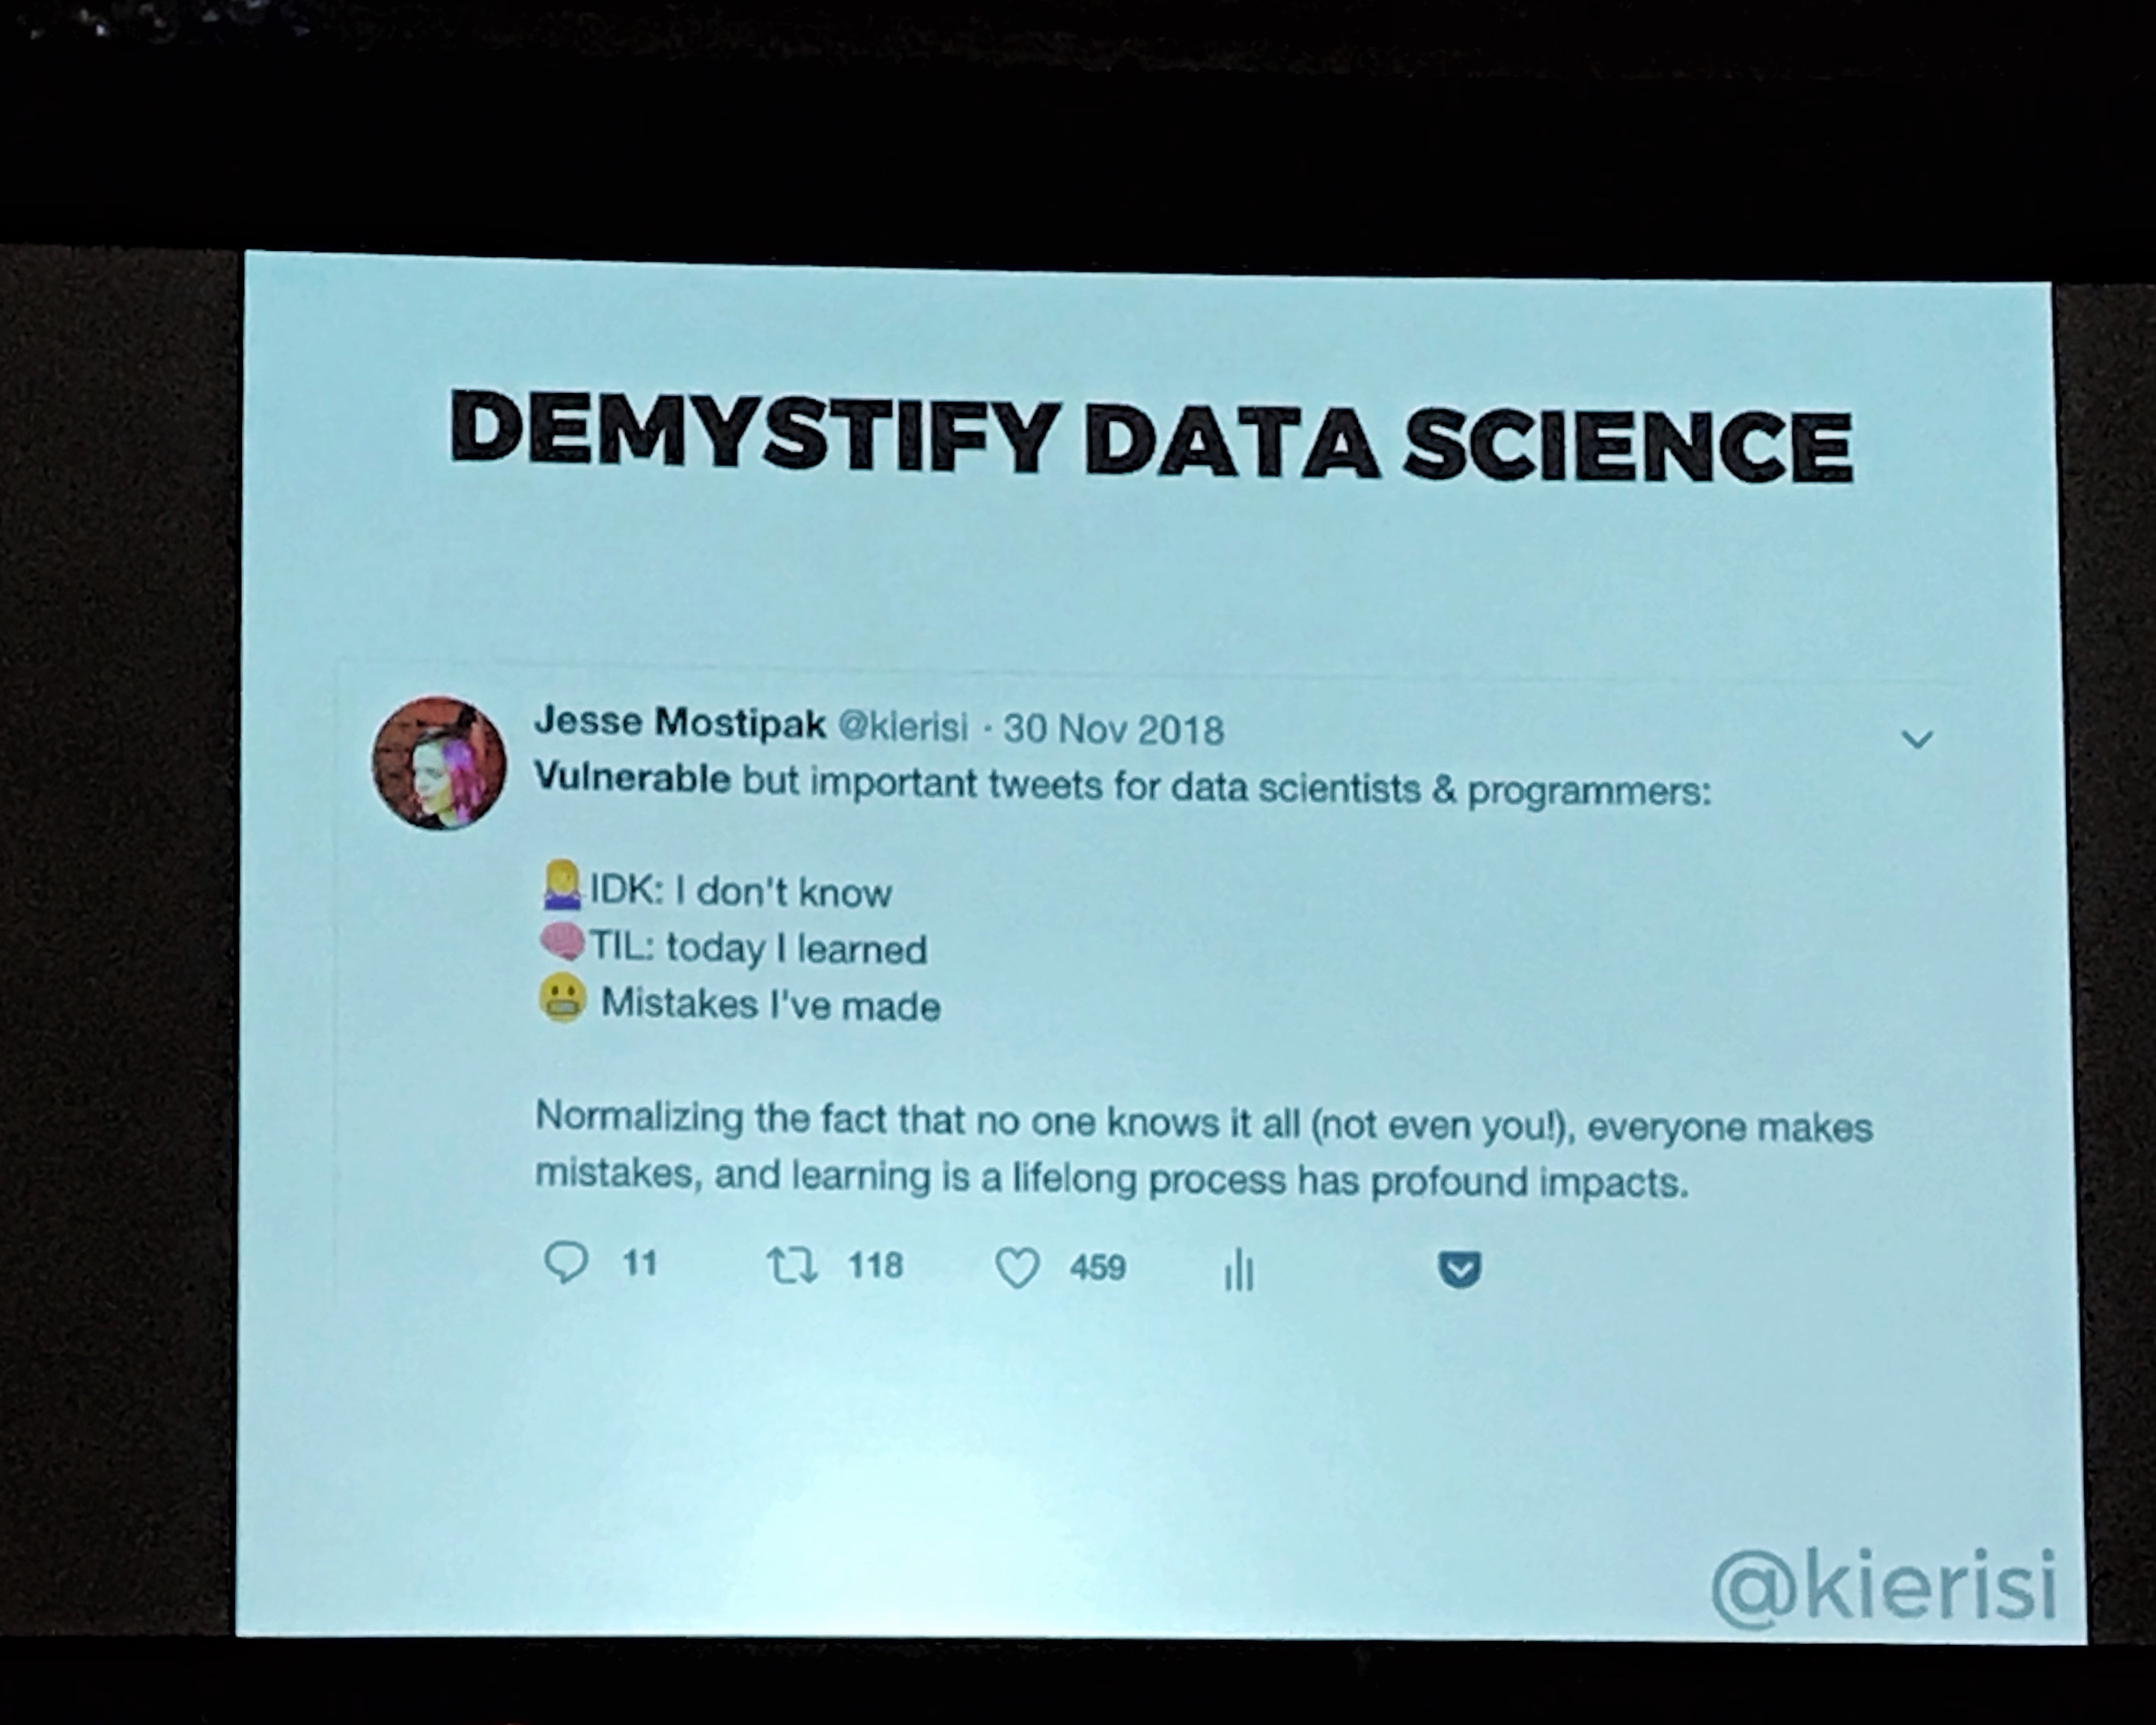 DEMYSTIFY DATA SCIENCE
Jesse Mostipak @kierisi · 30 Nov 2018
Vulnerable but important tweets for data scientists & programmers:
IDK: I don't know
TIL: today I learned
Mistakes I've made
Normalizing the fact that no one knows it all (not even you!), everyone makes
mistakes, and learning is a lifelong process has profound impacts.
11 118 459
@kierisi